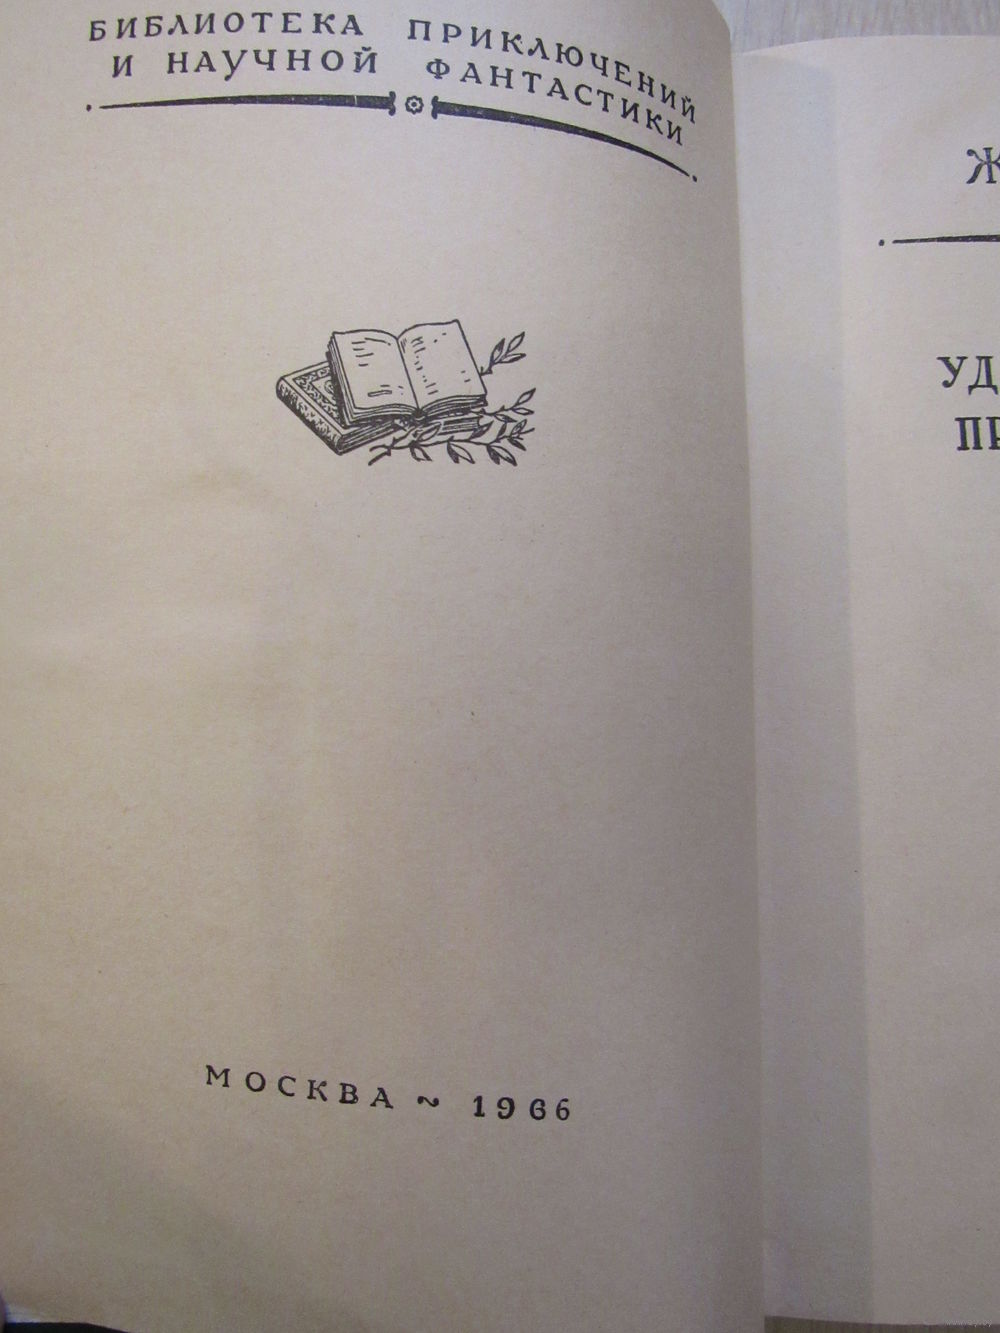 БИБЛИОТЕКА ПРИКЛЮЧЕНИЙ
И НАУЧНОЙ ФАНТАСТИКИ
МОСКВА ~ 1966